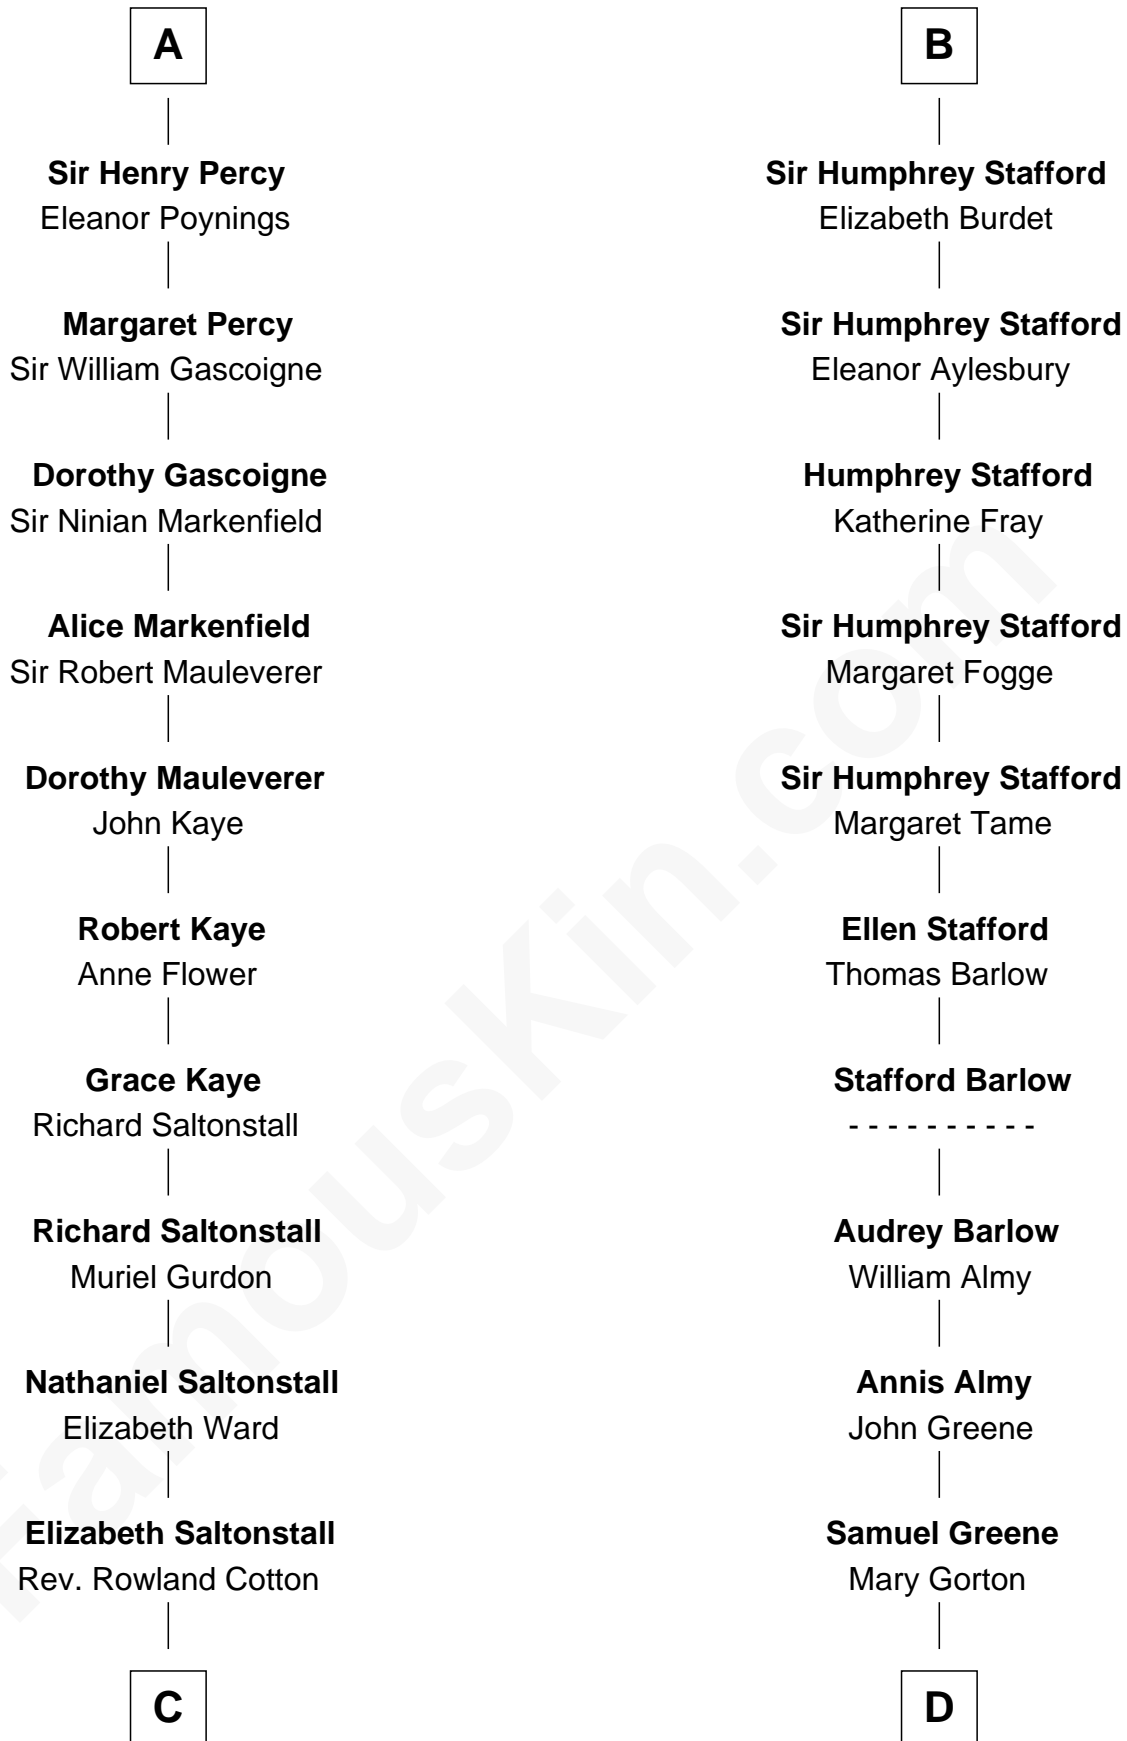 A
Sir Henry Percy
Eleanor Poynings
Margaret Percy
Sir William Gascoigne
Dorothy Gascoigne
Sir Ninian Markenfield
Alice Markenfield
Sir Robert Mauleverer
Dorothy Mauleverer
John Kaye
Robert Kaye
Anne Flower
Grace Kaye
Richard Saltonstall
Richard Saltonstall
Muriel Gurdon
Nathaniel Saltonstall
Elizabeth Ward
Elizabeth Saltonstall
Rev. Rowland Cotton
C
B
Sir Humphrey Stafford
Elizabeth Burdet
Sir Humphrey Stafford
Eleanor Aylesbury
Humphrey Stafford
Katherine Fray
Sir Humphrey Stafford
Margaret Fogge
Sir Humphrey Stafford
Margaret Tame
Ellen Stafford
Thomas Barlow
Stafford Barlow
- - - - - - - - - -
Audrey Barlow
William Almy
Annis Almy
John Greene
Samuel Greene
Mary Gorton
D
FamousKin.com